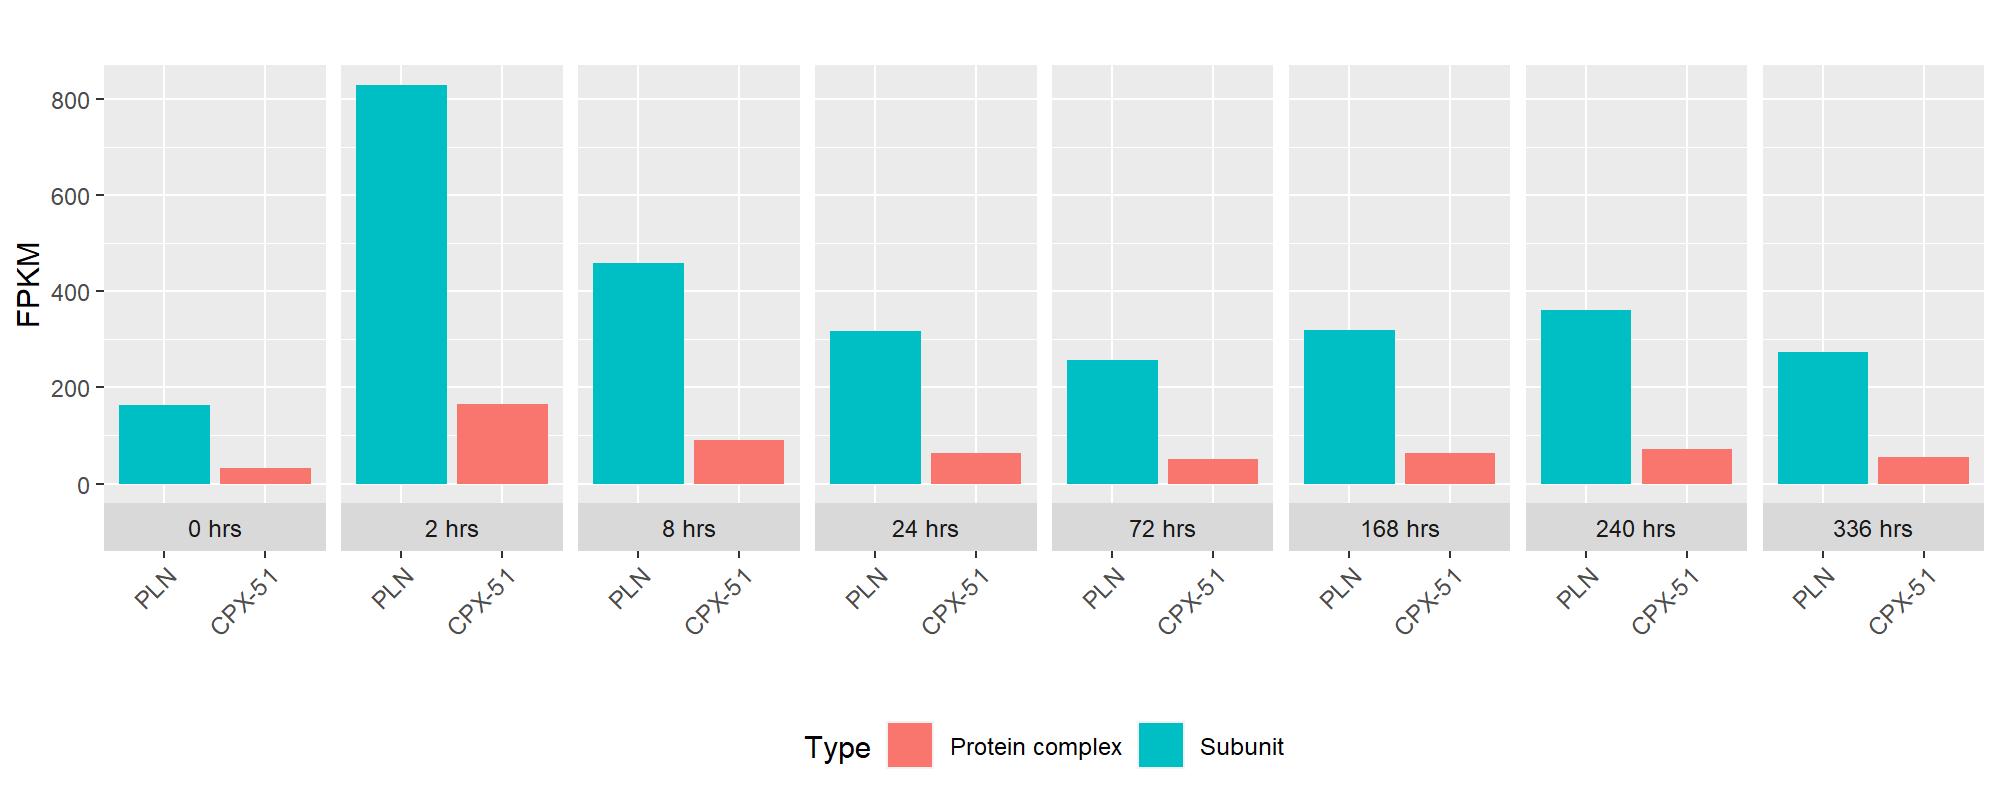 FPKM
800
600
400
200
0
0 hrs 2 hrs 8 hrs 24 hrs 72 hrs 168 hrs 240 hrs 336 hrs
PLN CPX-51 PLN CPX-51 PLN CPX-51 PLN CPX-51 PLN CPX-51 PLN CPX-51 PLN CPX-51 PLN CPX-51
Type Protein complex Subunit